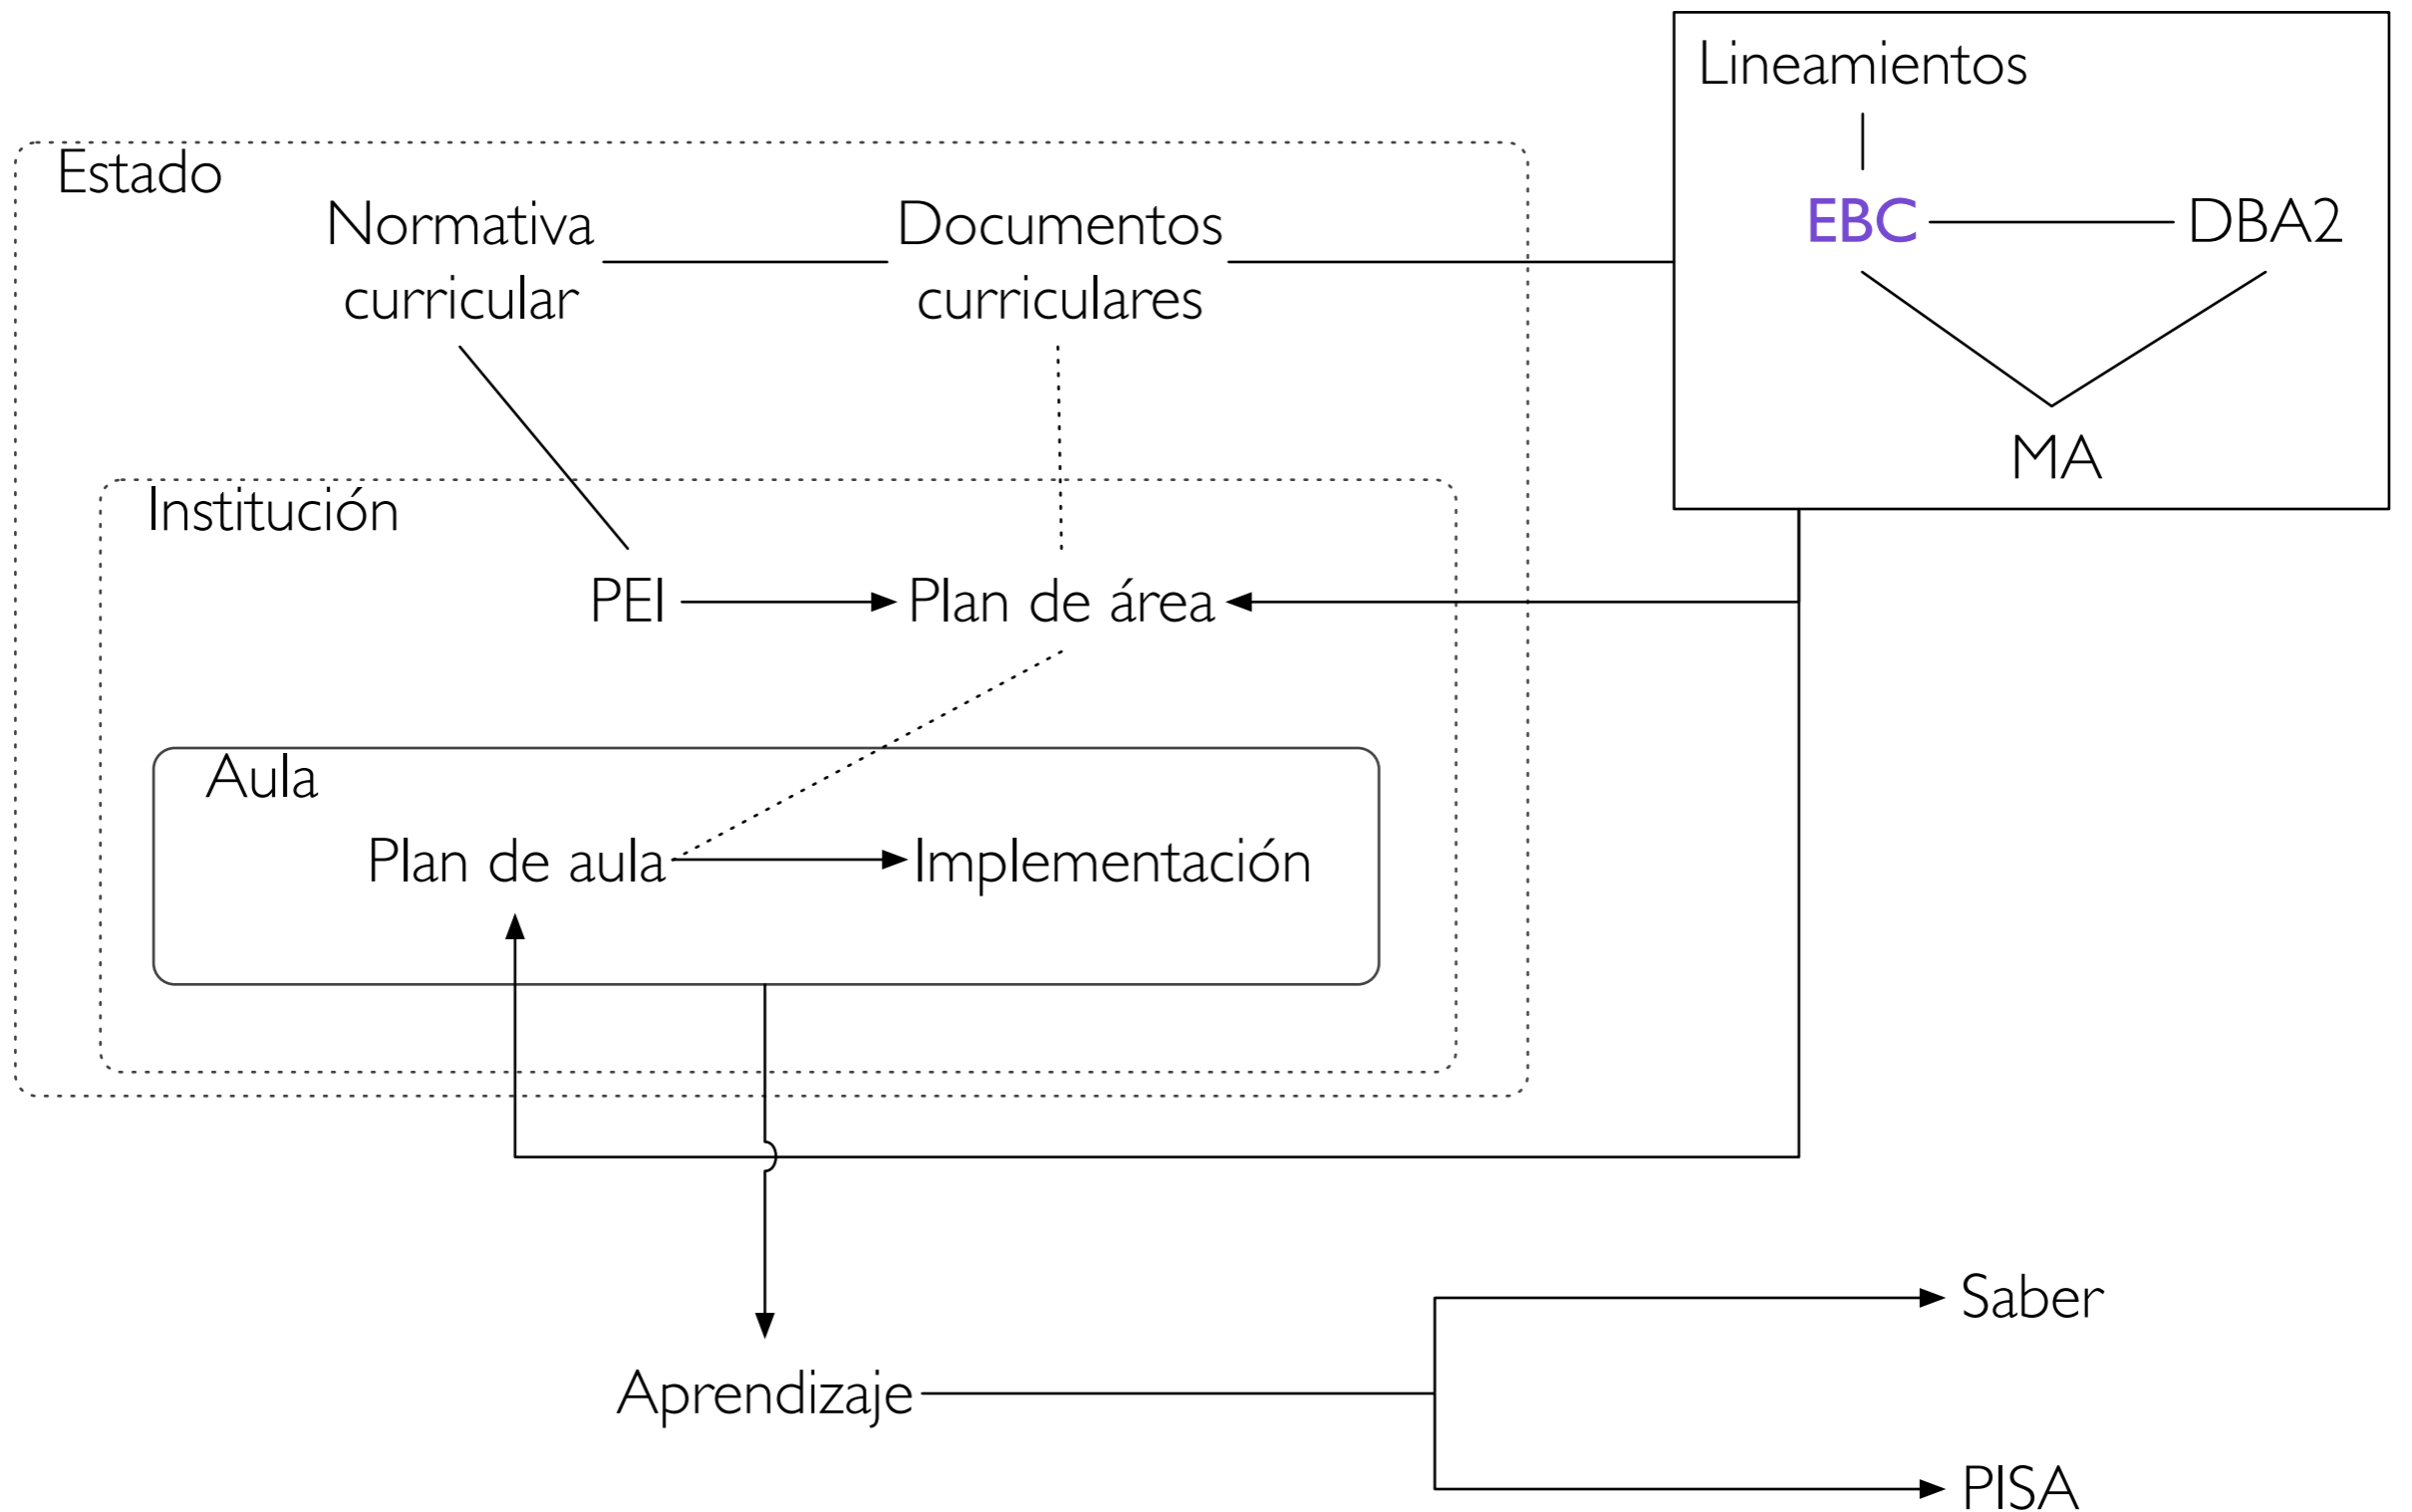 Lineamientos
Estado
Normativa
curricular
Documentos
curriculares
EBC
DBA2
MA
Institución
PEI
Plan de área
Aula
Plan de aula
Implementación
Saber
Aprendizaje
PISA